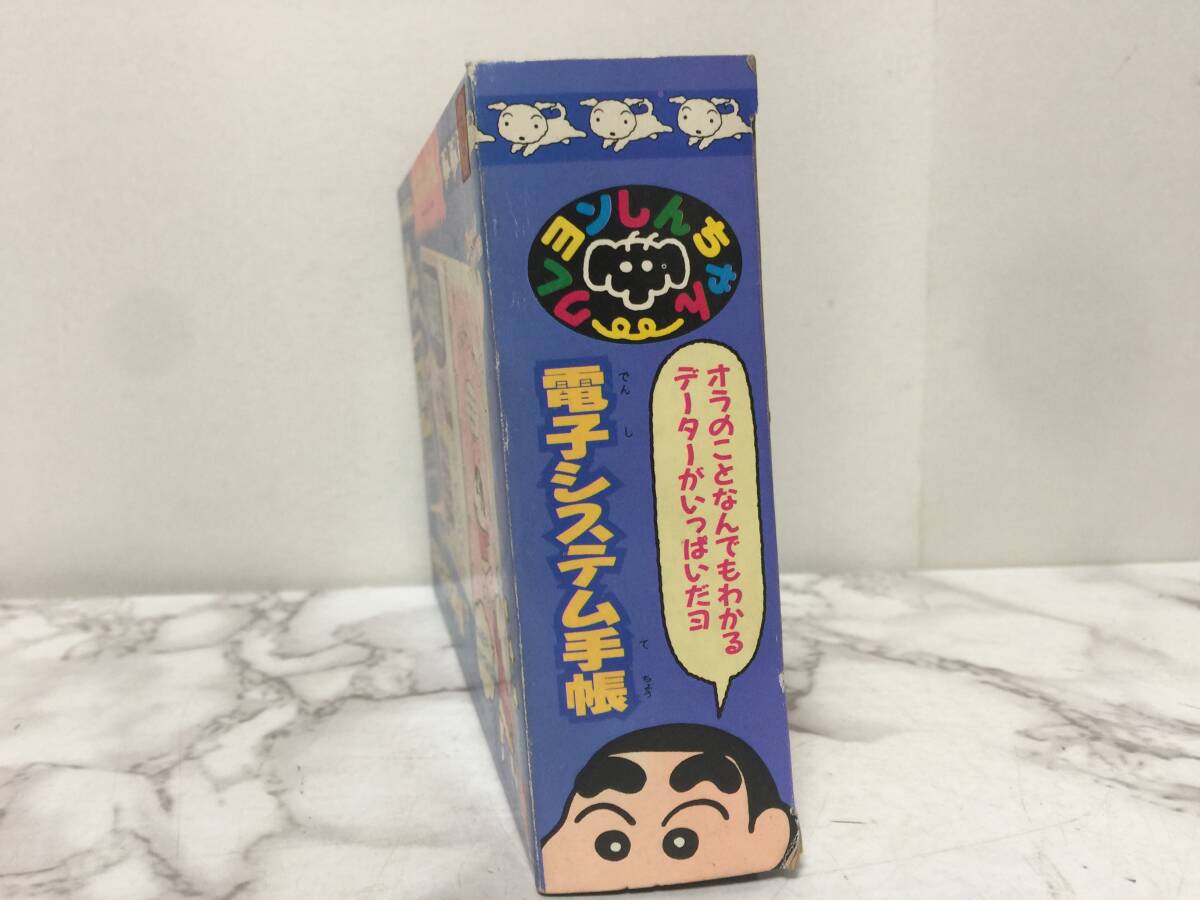 クレヨンしんちゃん
オラのことなんでもわかる
データーがいっぱいだヨ
電子システム手帳
でんし
てちょう